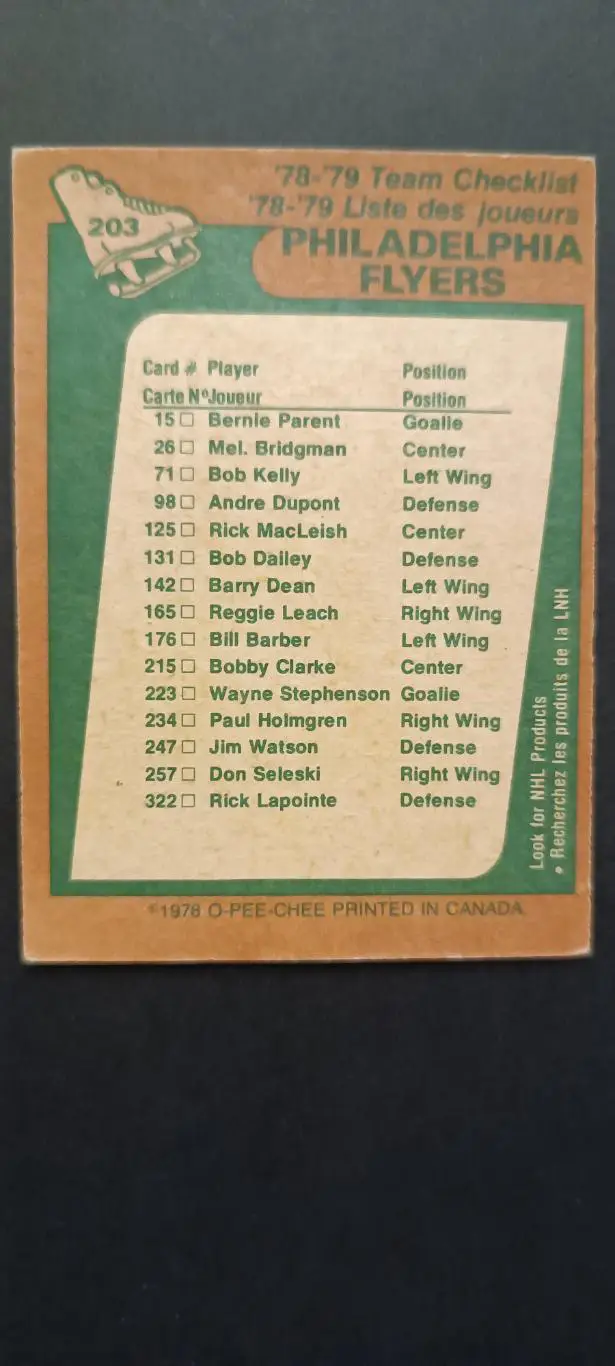 203
'78-'79 Team Checklist
'78-'79 Liste des joueurs
PHILADELPHIA
FLYERS
Card # Player Position
Carte Nº Joueur Position
15 □ Bernie Parent Goalie
26 □ Mel. Bridgman Center
71 □ Bob Kelly Left Wing
98 □ Andre Dupont Defense
125 □ Rick MacLeish Center
131 □ Bob Dailey Defense
142 □ Barry Dean Left Wing
165 □ Reggie Leach Right Wing
176 □ Bill Barber Left Wing
215 □ Bobby Clarke Center
223 □ Wayne Stephenson Goalie
234 □ Paul Holmgren Right Wing
247 □ Jim Watson Defense
257 □ Don Seleski Right Wing
322 □ Rick Lapointe Defense
Look for NHL Products
• Recherchez les produits de la LNH
©1978 O-PEE-CHEE PRINTED IN CANADA